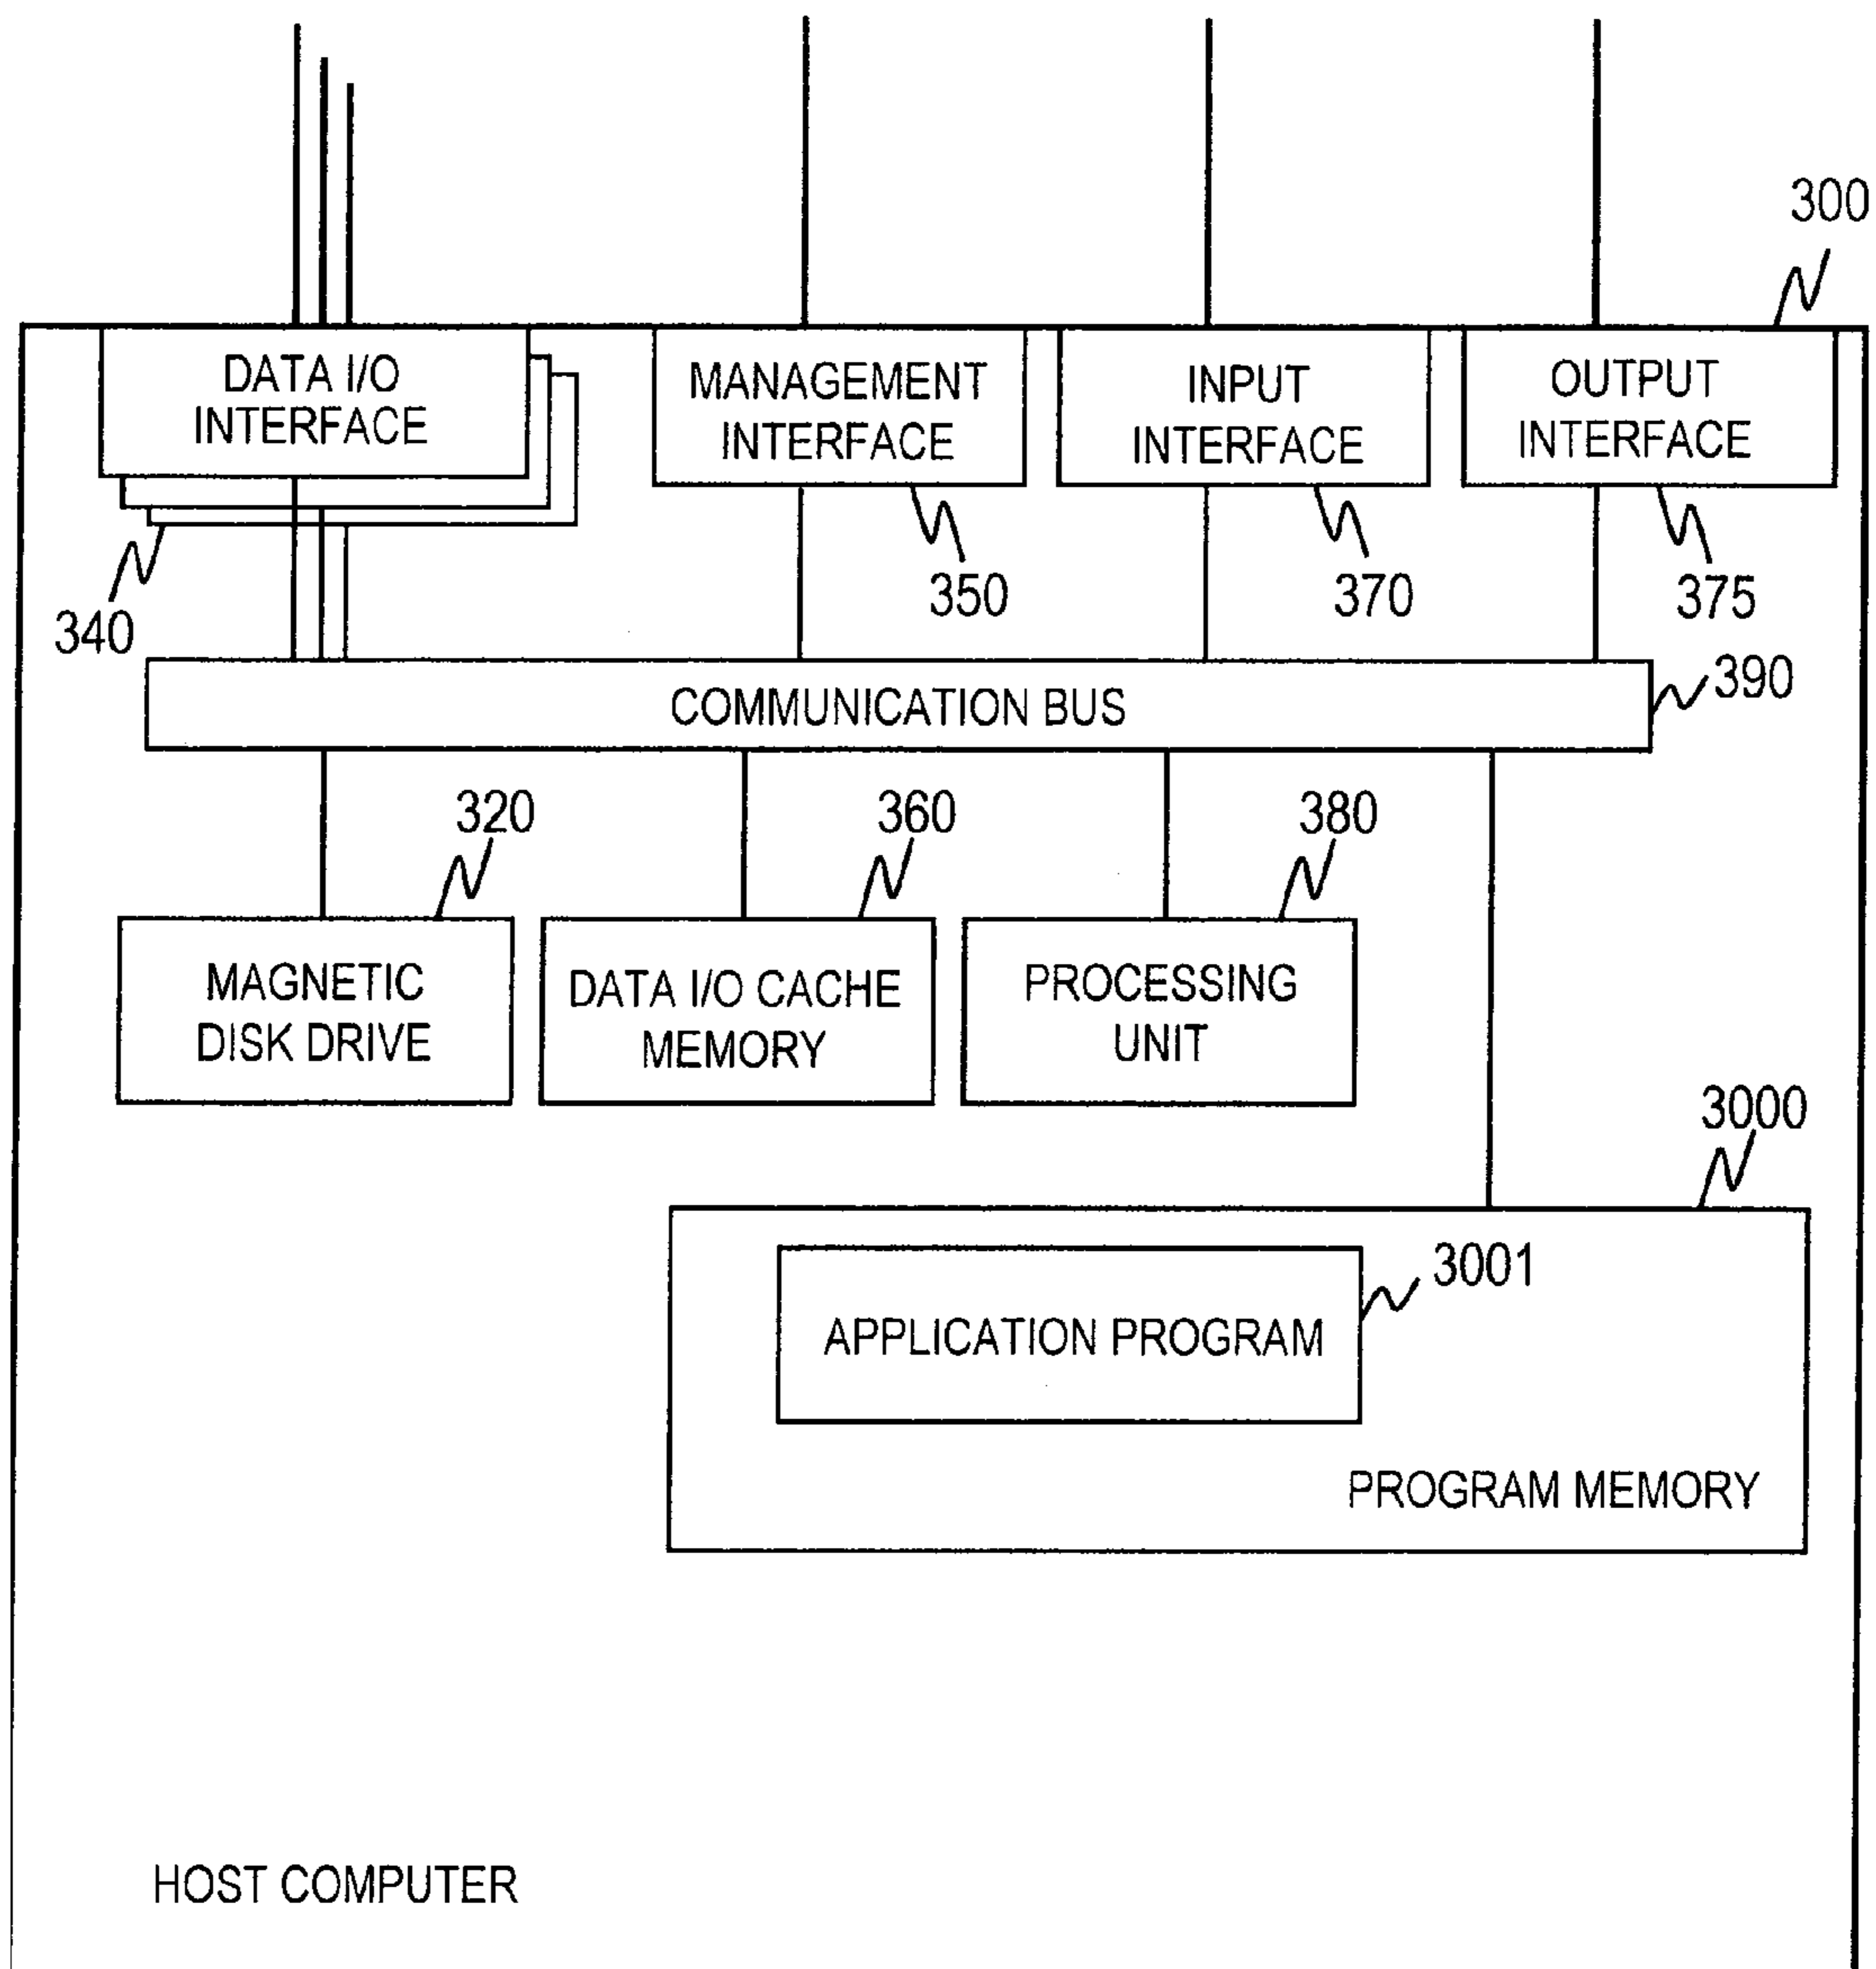 300
DATA I/O
INTERFACE
MANAGEMENT
INTERFACE
INPUT
INTERFACE
OUTPUT
INTERFACE
340
350
370
375
COMMUNICATION BUS
390
320
360
380
MAGNETIC
DISK DRIVE
DATA I/O CACHE
MEMORY
PROCESSING
UNIT
3000
3001
APPLICATION PROGRAM
PROGRAM MEMORY
HOST COMPUTER